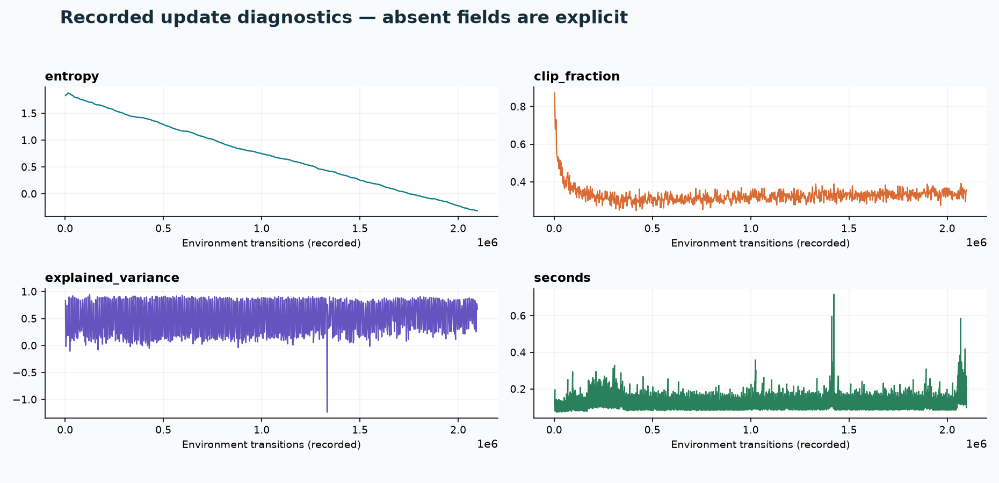 Recorded update diagnostics — absent fields are explicit
entropy
1.5
1.0
0.5
0.0
0.0 0.5 1.0 1.5 2.0
Environment transitions (recorded) 1e6
clip_fraction
0.8
0.6
0.4
0.0 0.5 1.0 1.5 2.0
Environment transitions (recorded) 1e6
explained_variance
1.0
0.5
0.0
−0.5
−1.0
0.0 0.5 1.0 1.5 2.0
Environment transitions (recorded) 1e6
seconds
0.6
0.4
0.2
0.0 0.5 1.0 1.5 2.0
Environment transitions (recorded) 1e6